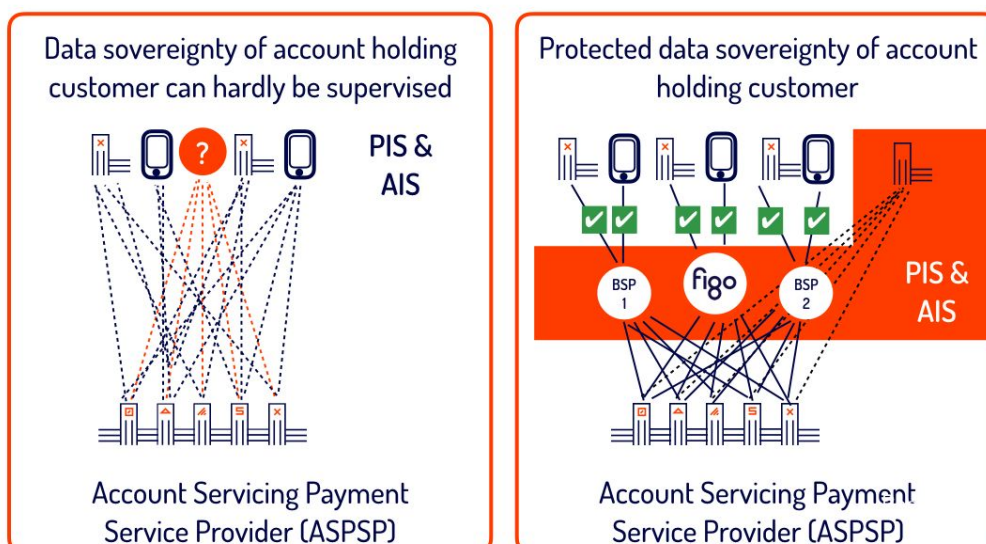 Data sovereignty of account holding
customer can hardly be supervised
?
PIS &
AIS
Account Servicing Payment
Service Provider (ASPSP)
Protected data sovereignty of account
holding customer
BSP
1
figo
BSP
2
PIS &
AIS
Account Servicing Payment
Service Provider (ASPSP)